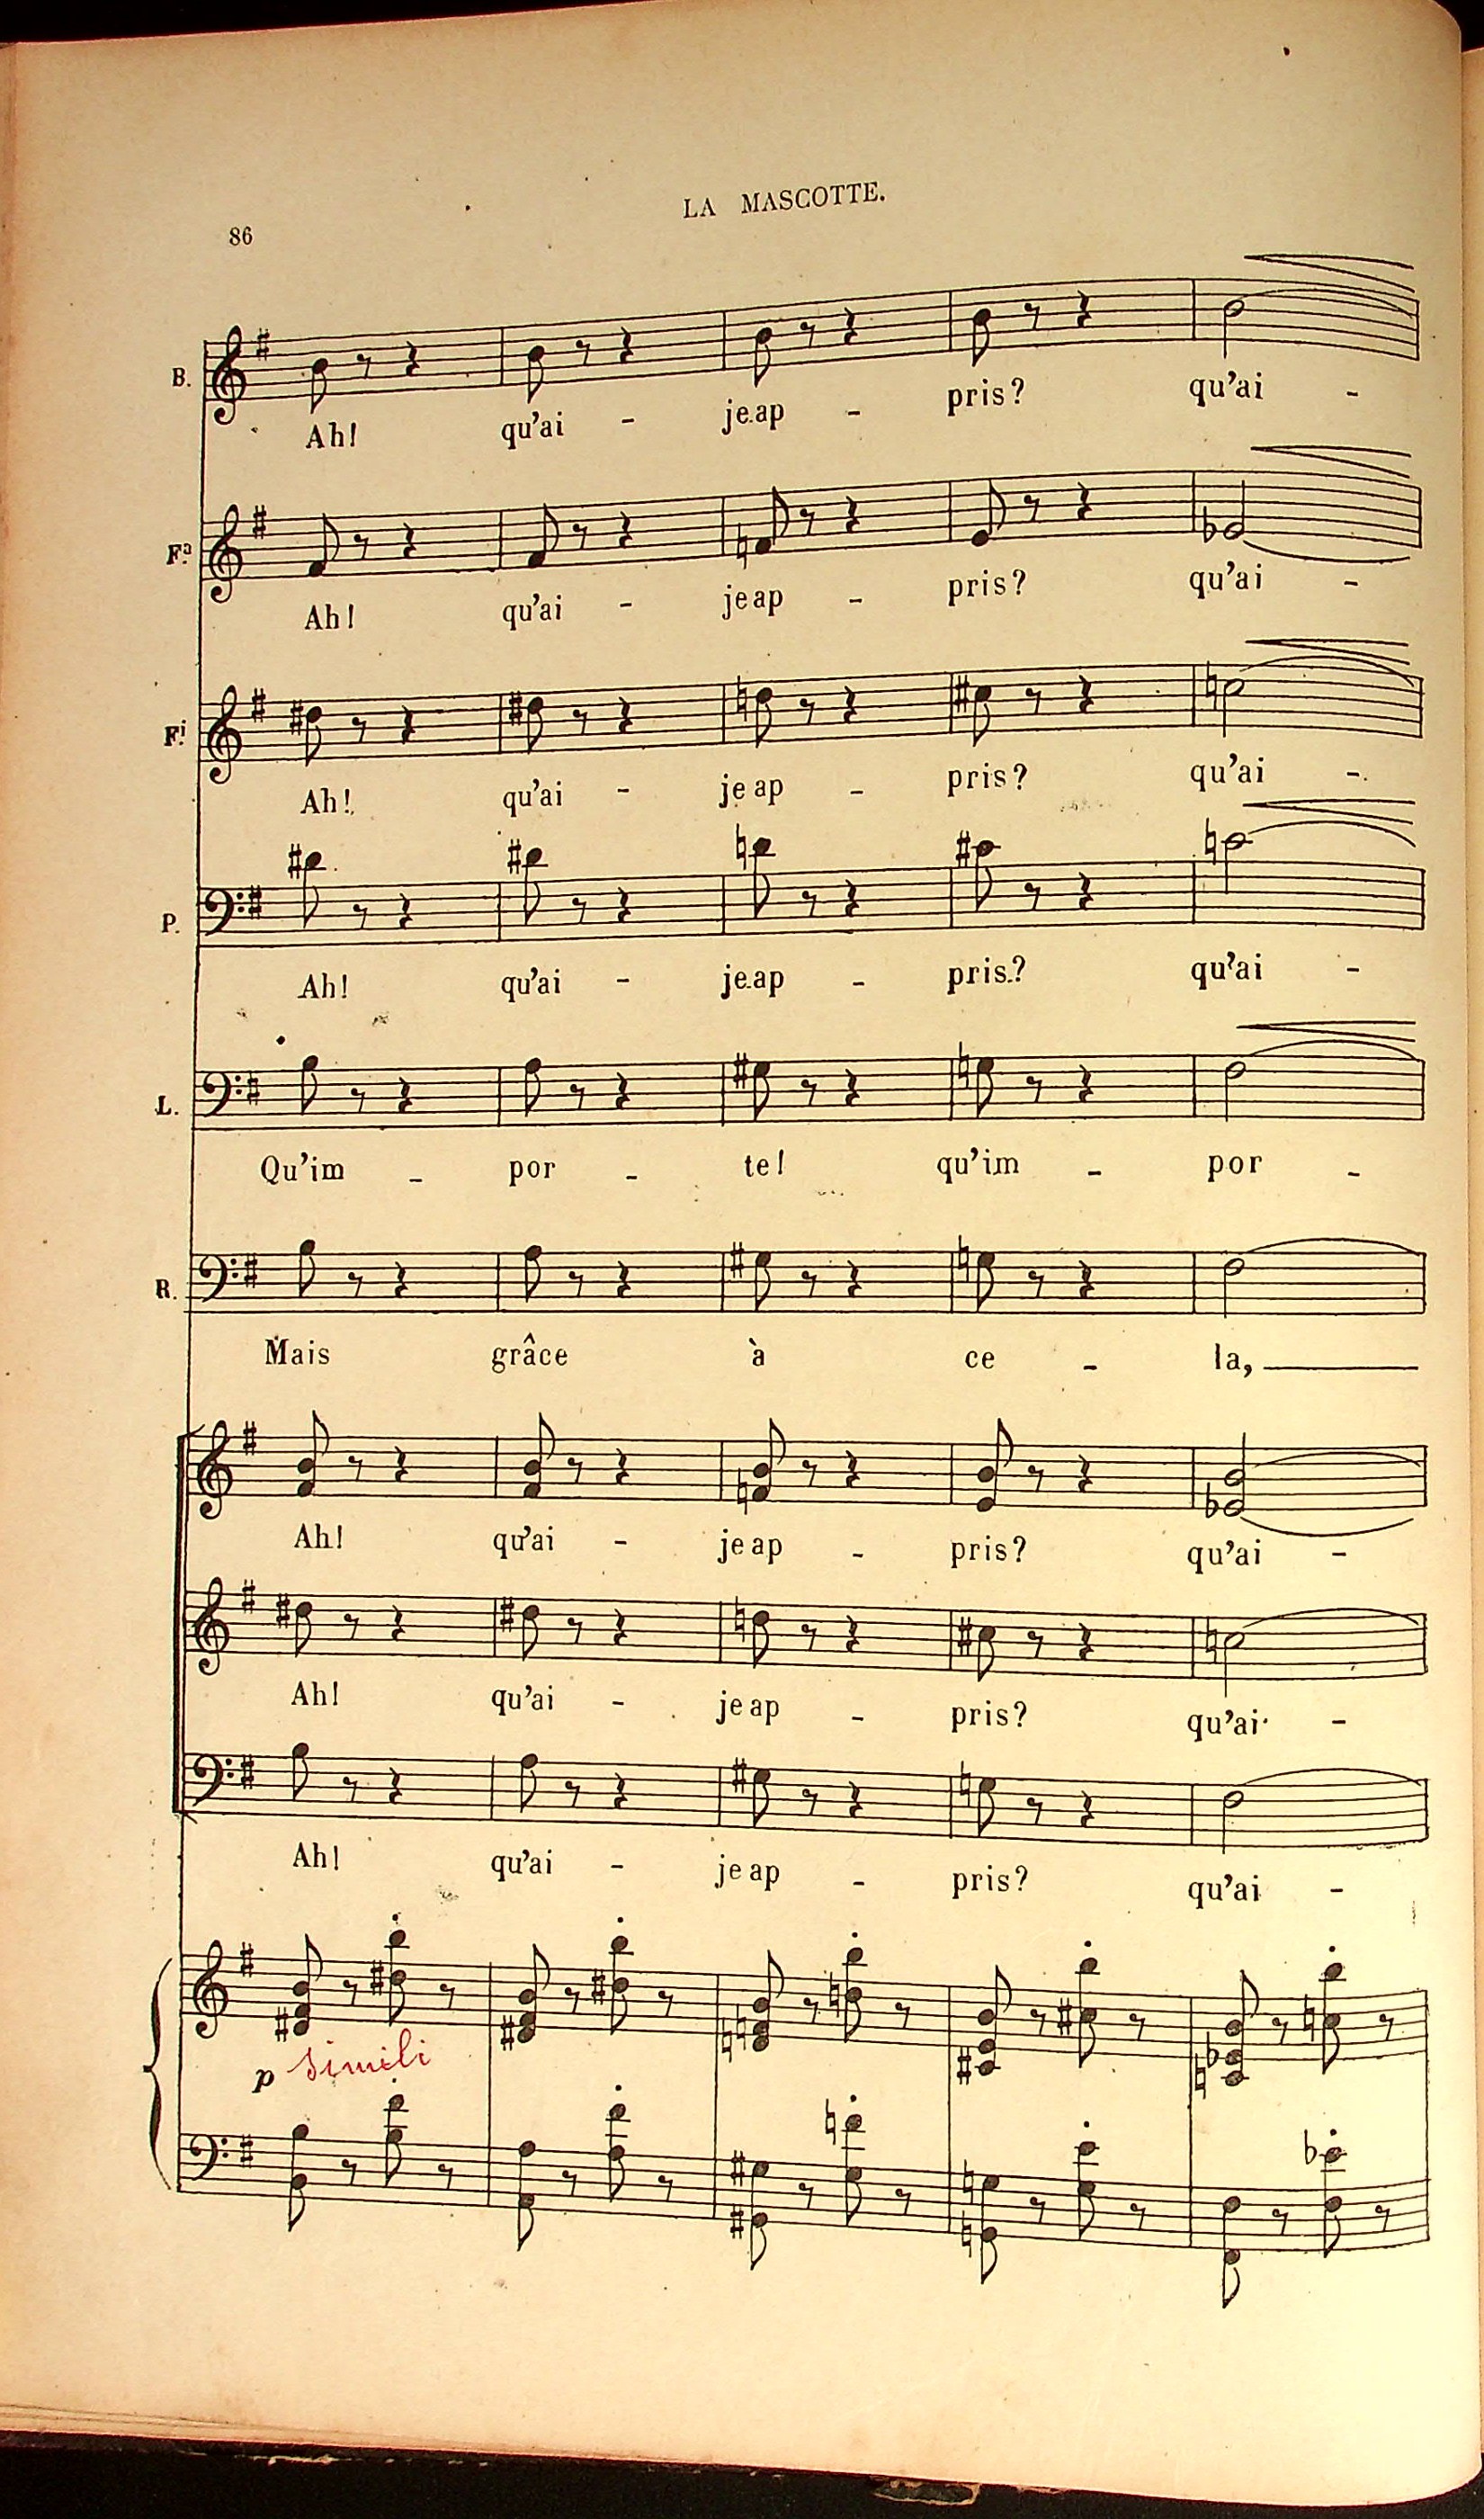 LA MASCOTTE.
86
B.
Ah! qu'ai - je ap - pris? qu'ai -
Fa.
Ah! qu'ai - je ap - pris? qu'ai -
Fi.
Ah! qu'ai - je ap - pris? qu'ai -
P.
Ah! qu'ai - je ap - pris? qu'ai -
L.
Qu'im - por - te! qu'im - por -
R.
Mais grâce à ce - la,
Ah! qu'ai - je ap - pris? qu'ai -
Ah! qu'ai - je ap - pris? qu'ai -
Ah! qu'ai - je ap - pris? qu'ai -
p simili